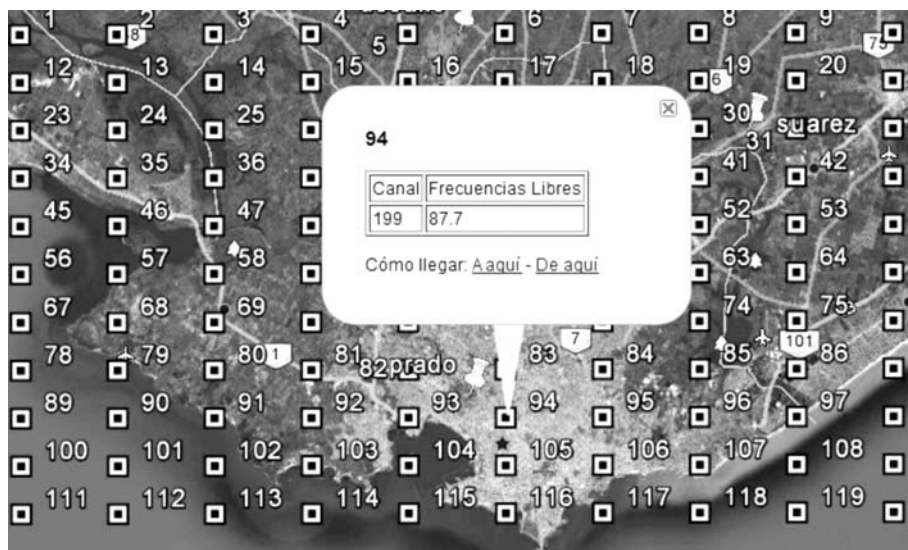 1 2 3 4 6 7 8 9
8 5 75
12 13 14 15 16 17 18 19 20
6
23 24 25 30 31 suarez
34 35 36 41 42
45 46 47 52 53
56 57 58 63 64
67 68 69 74 75
94
Canal Frecuencias Libres
199 87.7
Cómo llegar: A aquí - De aquí
1 7 101
78 79 80 81 82 prado 83 84 85 86
89 90 91 92 93 94 95 96 97
100 101 102 103 104 105 106 107 108
111 112 113 114 115 116 117 118 119